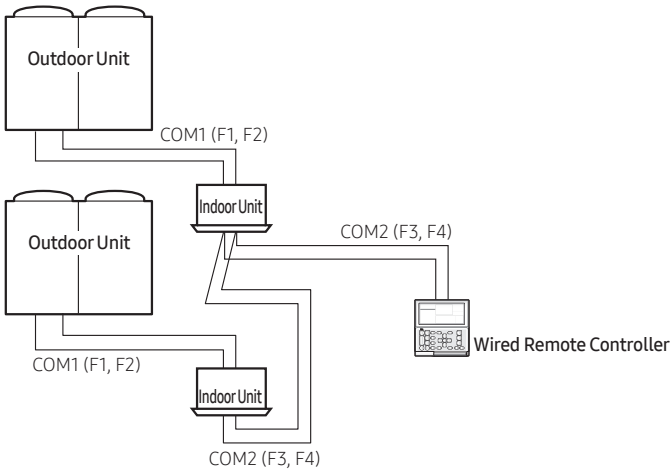 Outdoor Unit
COM1 (F1, F2)
Indoor Unit
COM2 (F3, F4)
Outdoor Unit
Wired Remote Controller
COM1 (F1, F2)
Indoor Unit
COM2 (F3, F4)